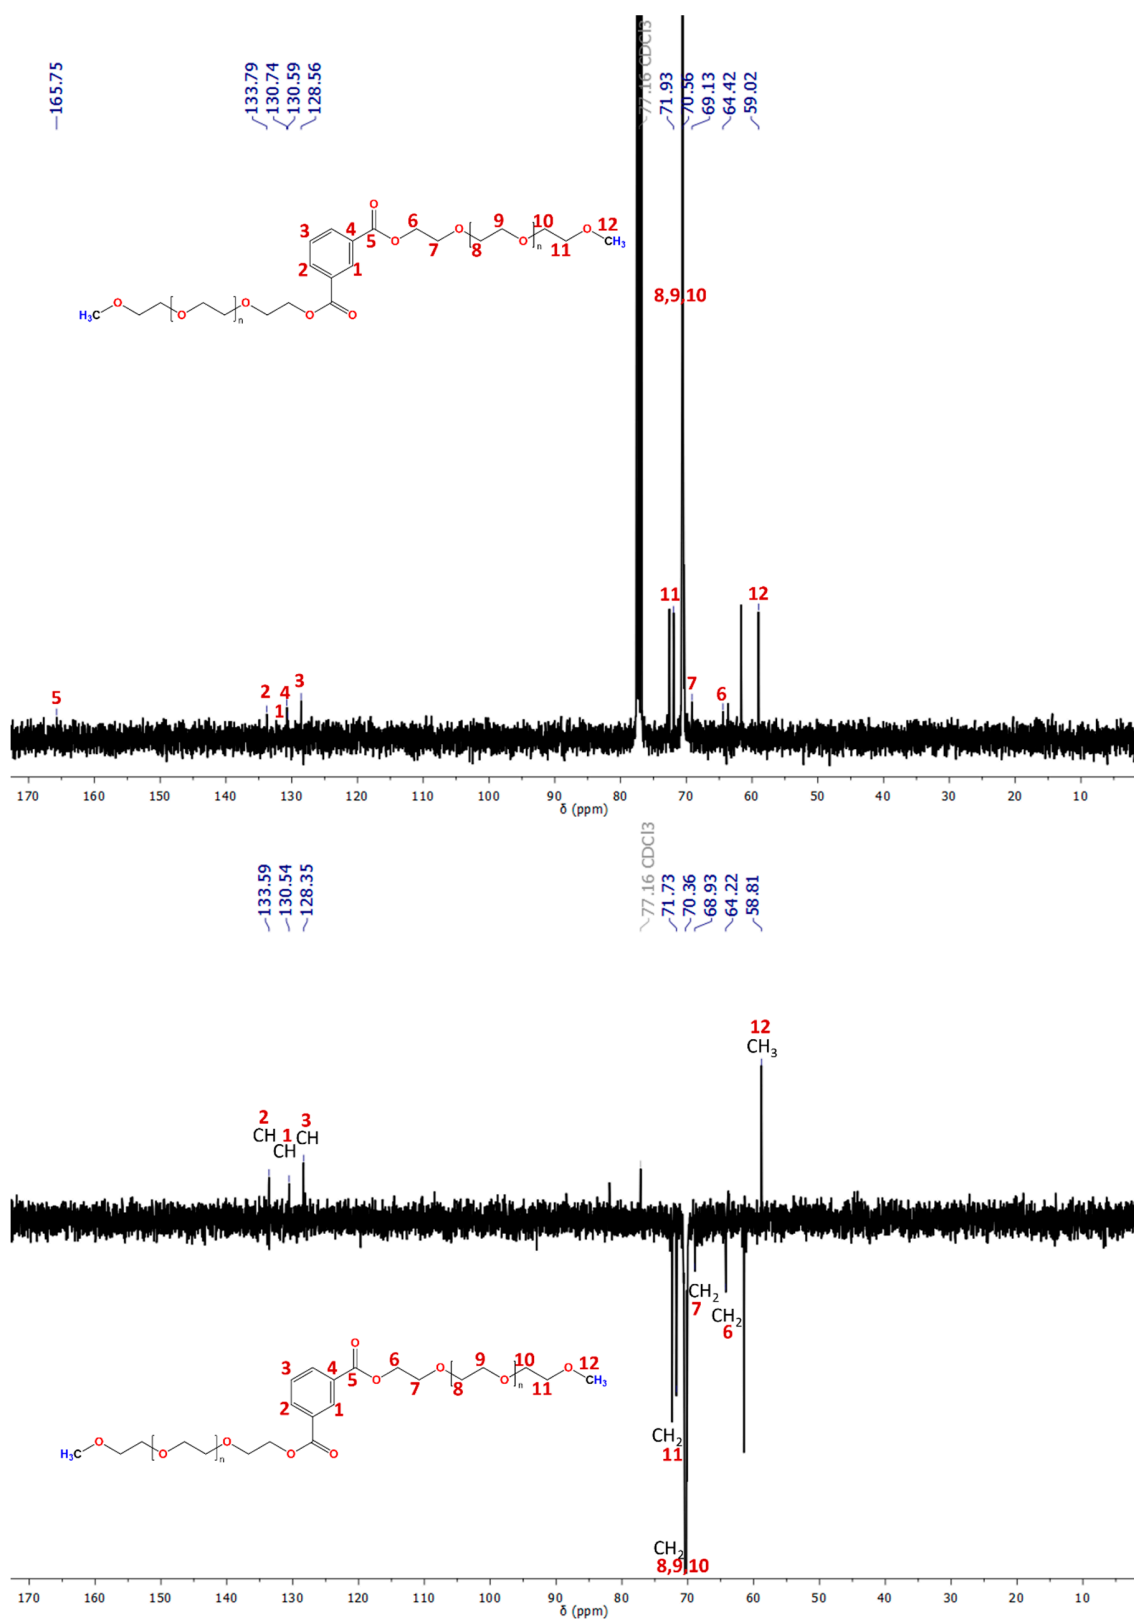 165.75
133.79
130.74
130.59
128.56
77.16 CDCl3
71.93
70.56
69.13
64.42
59.02
O
3 4 5 O 6 7 O 8 9 O n 10 11 O 12 CH3
2 1
H3C O O n O O O
8,9,10
5 2 1 4 3 11 7 6 12
170 160 150 140 130 120 110 100 90 80 70 60 50 40 30 20 10
δ (ppm)
133.59
130.54
128.35
77.16 CDCl3
71.73
70.36
68.93
64.22
58.81
12
CH3
2 1 3
CH CH CH
CH2
7
CH2
6
O
3 4 5 O 6 7 O 8 9 O n 10 11 O 12 CH3
2 1
H3C O O n O O O
CH2
11
CH2
8,9,10
170 160 150 140 130 120 110 100 90 80 70 60 50 40 30 20 10
δ (ppm)